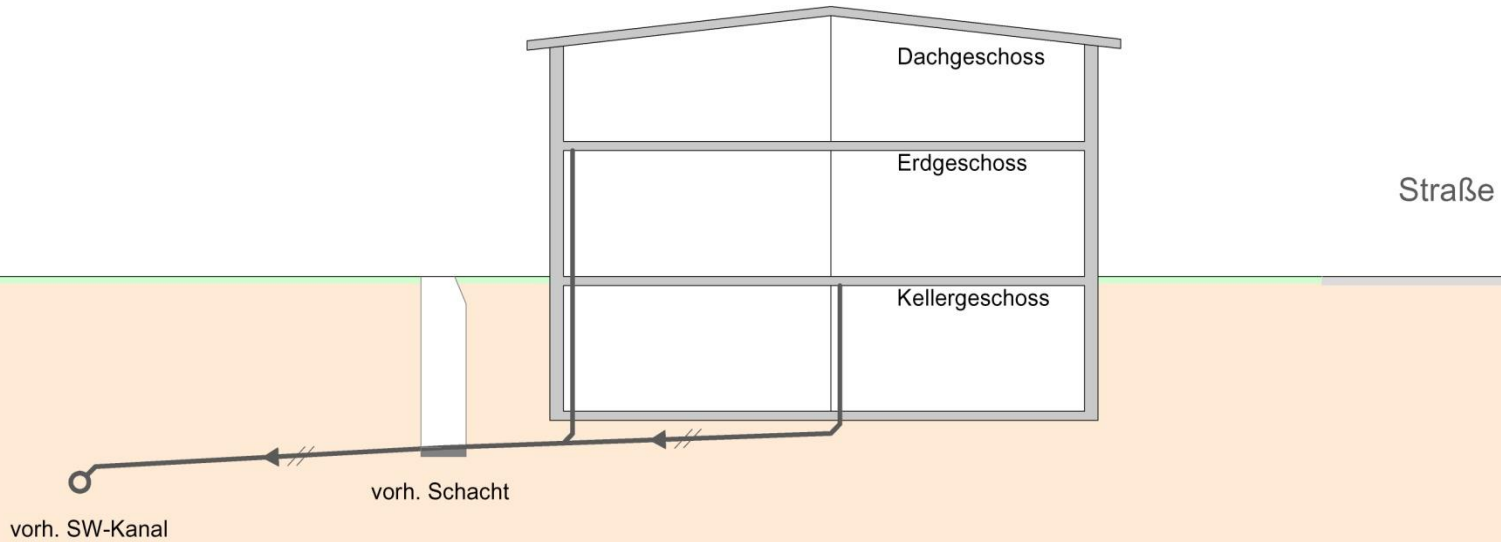 Dachgeschoss
Erdgeschoss
Straße
Kellergeschoss
vorh. Schacht
vorh. SW-Kanal